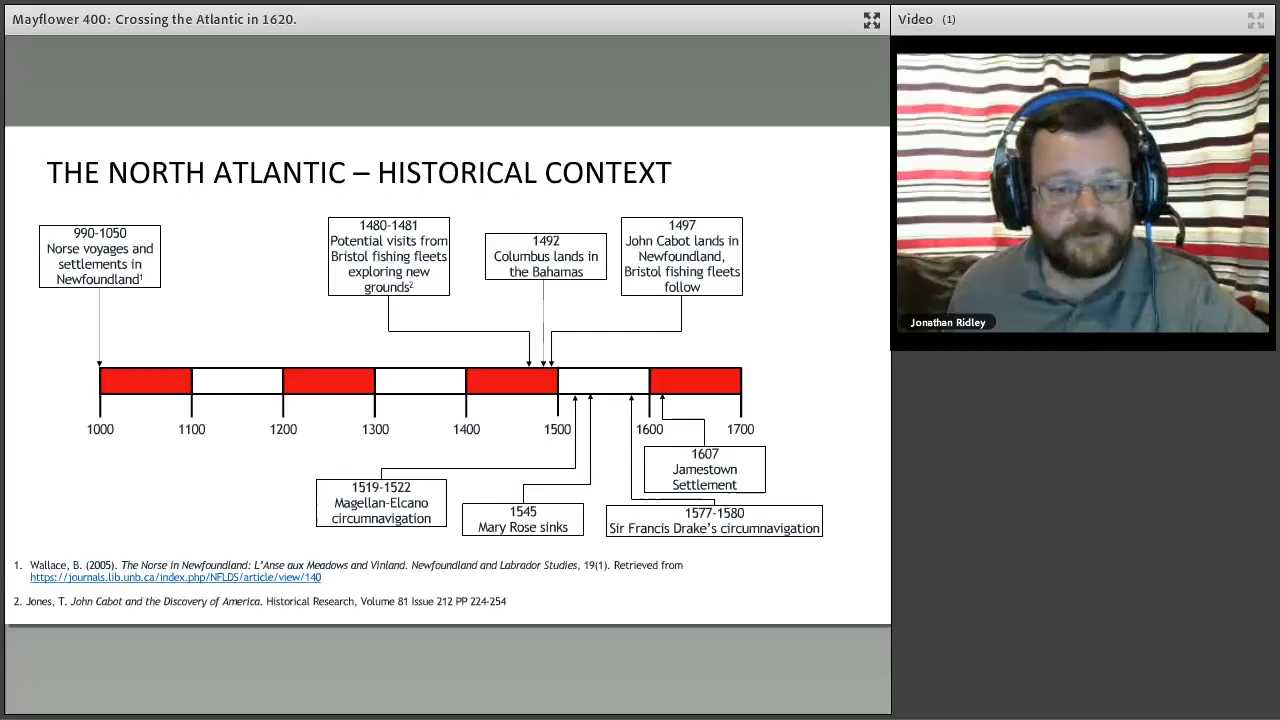 Mayflower 400: Crossing the Atlantic in 1620.
Video (1)
Jonathan Ridley
THE NORTH ATLANTIC – HISTORICAL CONTEXT
990-1050
Norse voyages and
settlements in
Newfoundland¹
1480-1481
Potential visits from
Bristol fishing fleets
exploring new
grounds²
1492
Columbus lands in
the Bahamas
1497
John Cabot lands in
Newfoundland,
Bristol fishing fleets
follow
1000 1100 1200 1300 1400 1500 1600 1700
1519-1522
Magellan-Elcano
circumnavigation
1545
Mary Rose sinks
1607
Jamestown
Settlement
1577-1580
Sir Francis Drake's circumnavigation
1. Wallace, B. (2005). The Norse in Newfoundland: L'Anse aux Meadows and Vinland. Newfoundland and Labrador Studies, 19(1). Retrieved from
https://journals.lib.unb.ca/index.php/NFLDS/article/view/140
2. Jones, T. John Cabot and the Discovery of America. Historical Research, Volume 81 Issue 212 PP 224-254